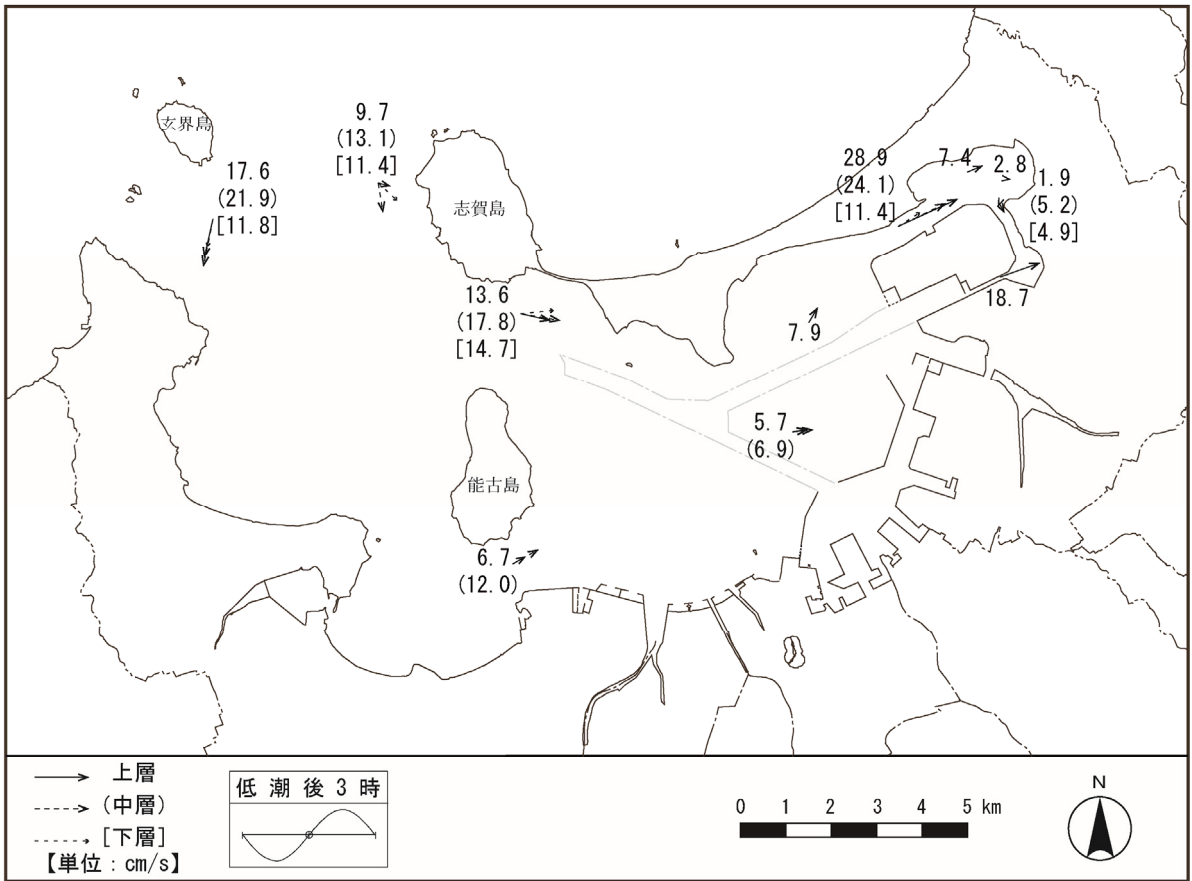 玄界島
17.6
(21.9)
[11.8]
9.7
(13.1)
[11.4]
志賀島
28.9
(24.1)
[11.4]
7.4
2.8
1.9
(5.2)
[4.9]
18.7
13.6
(17.8)
[14.7]
7.9
5.7
(6.9)
能古島
6.7
(12.0)
上層
(中層)
[下層]
【単位：cm/s】
低潮後3時
0 1 2 3 4 5 km
N